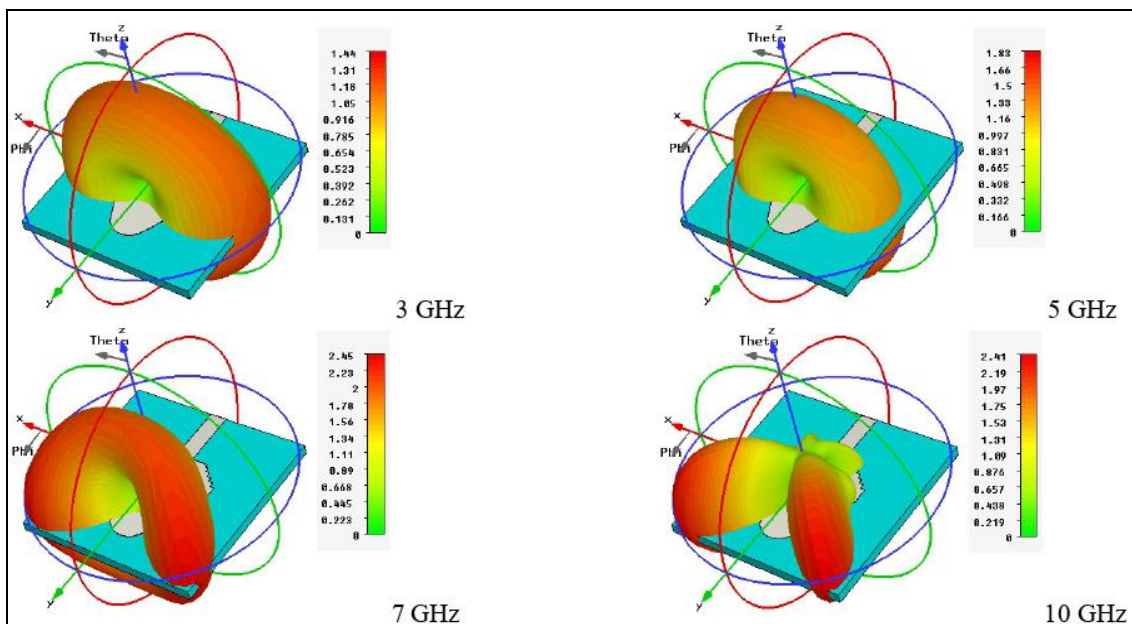 z
Theta
x
Phi
y
1.44
1.31
1.18
1.05
0.916
0.785
0.654
0.523
0.392
0.262
0.131
0
3 GHz
z
Theta
x
Phi
y
1.83
1.66
1.5
1.33
1.16
0.997
0.831
0.665
0.498
0.332
0.166
0
5 GHz
z
Theta
x
Phi
y
2.45
2.23
2
1.78
1.56
1.34
1.11
0.89
0.668
0.445
0.223
0
7 GHz
z
Theta
x
Phi
y
2.41
2.19
1.97
1.75
1.53
1.31
1.09
0.876
0.657
0.438
0.219
0
10 GHz